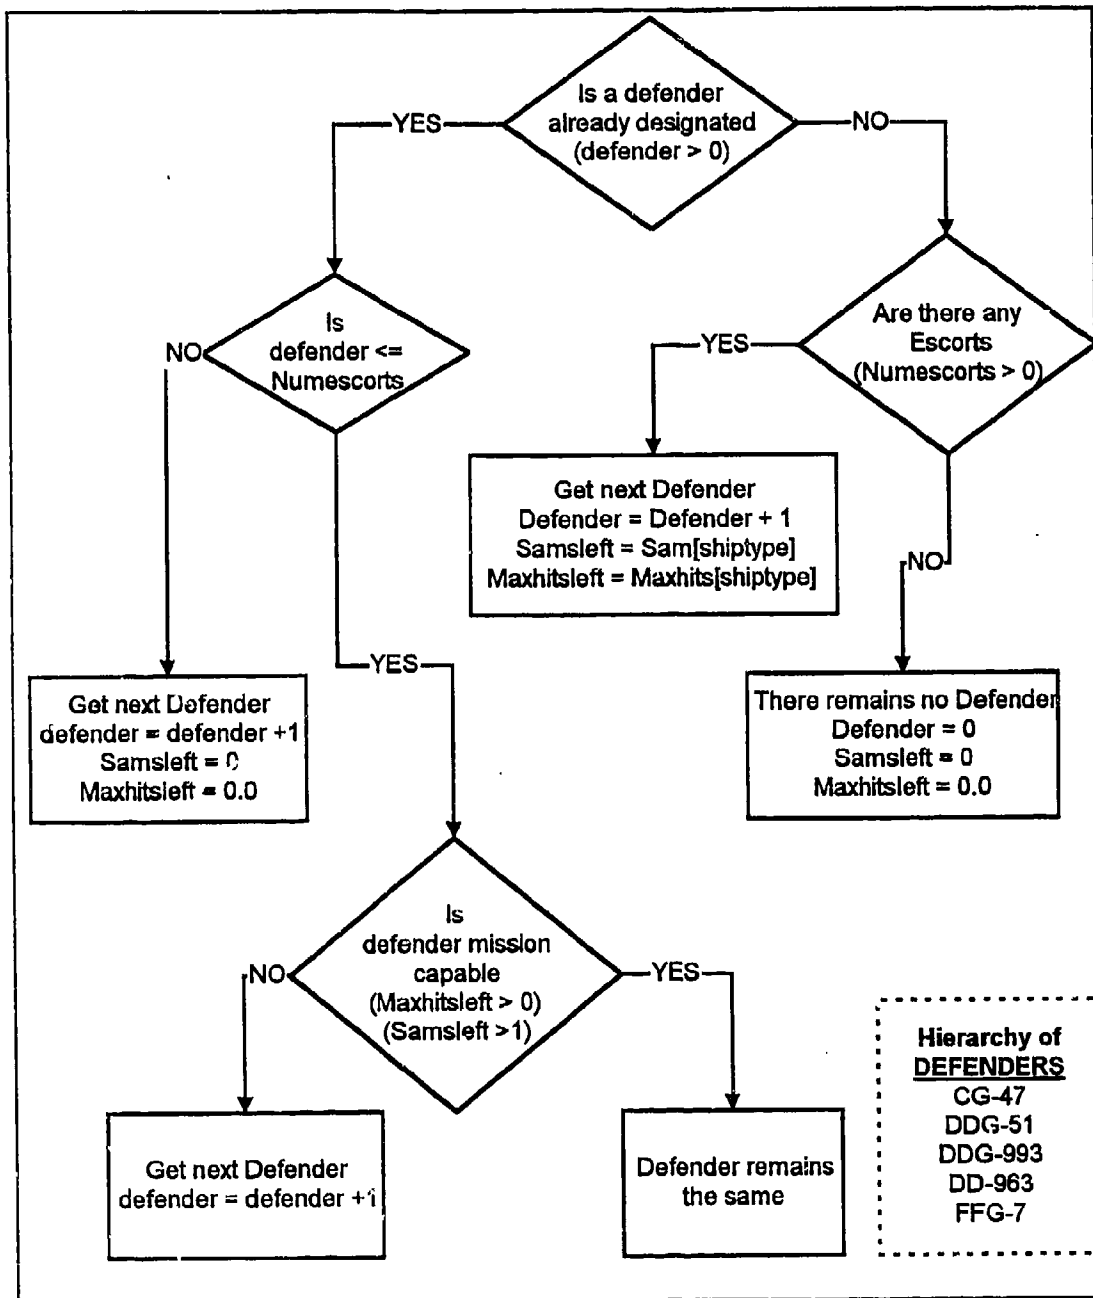 Is a defender
already designated
(defender > 0)
YES
NO
Is
defender <=
Numescorts
NO
Are there any
Escorts
(Numescorts > 0)
YES
Get next Defender
Defender = Defender + 1
Samsleft = Sam[shiptype]
Maxhitsleft = Maxhits[shiptype]
NO
YES
Get next Defender
defender = defender +1
Samsleft = 0
Maxhitsleft = 0.0
There remains no Defender
Defender = 0
Samsleft = 0
Maxhitsleft = 0.0
Is
defender mission
capable
(Maxhitsleft > 0)
(Samsleft >1)
NO
YES
Get next Defender
defender = defender +1
Defender remains
the same
Hierarchy of
DEFENDERS
CG-47
DDG-51
DDG-993
DD-963
FFG-7